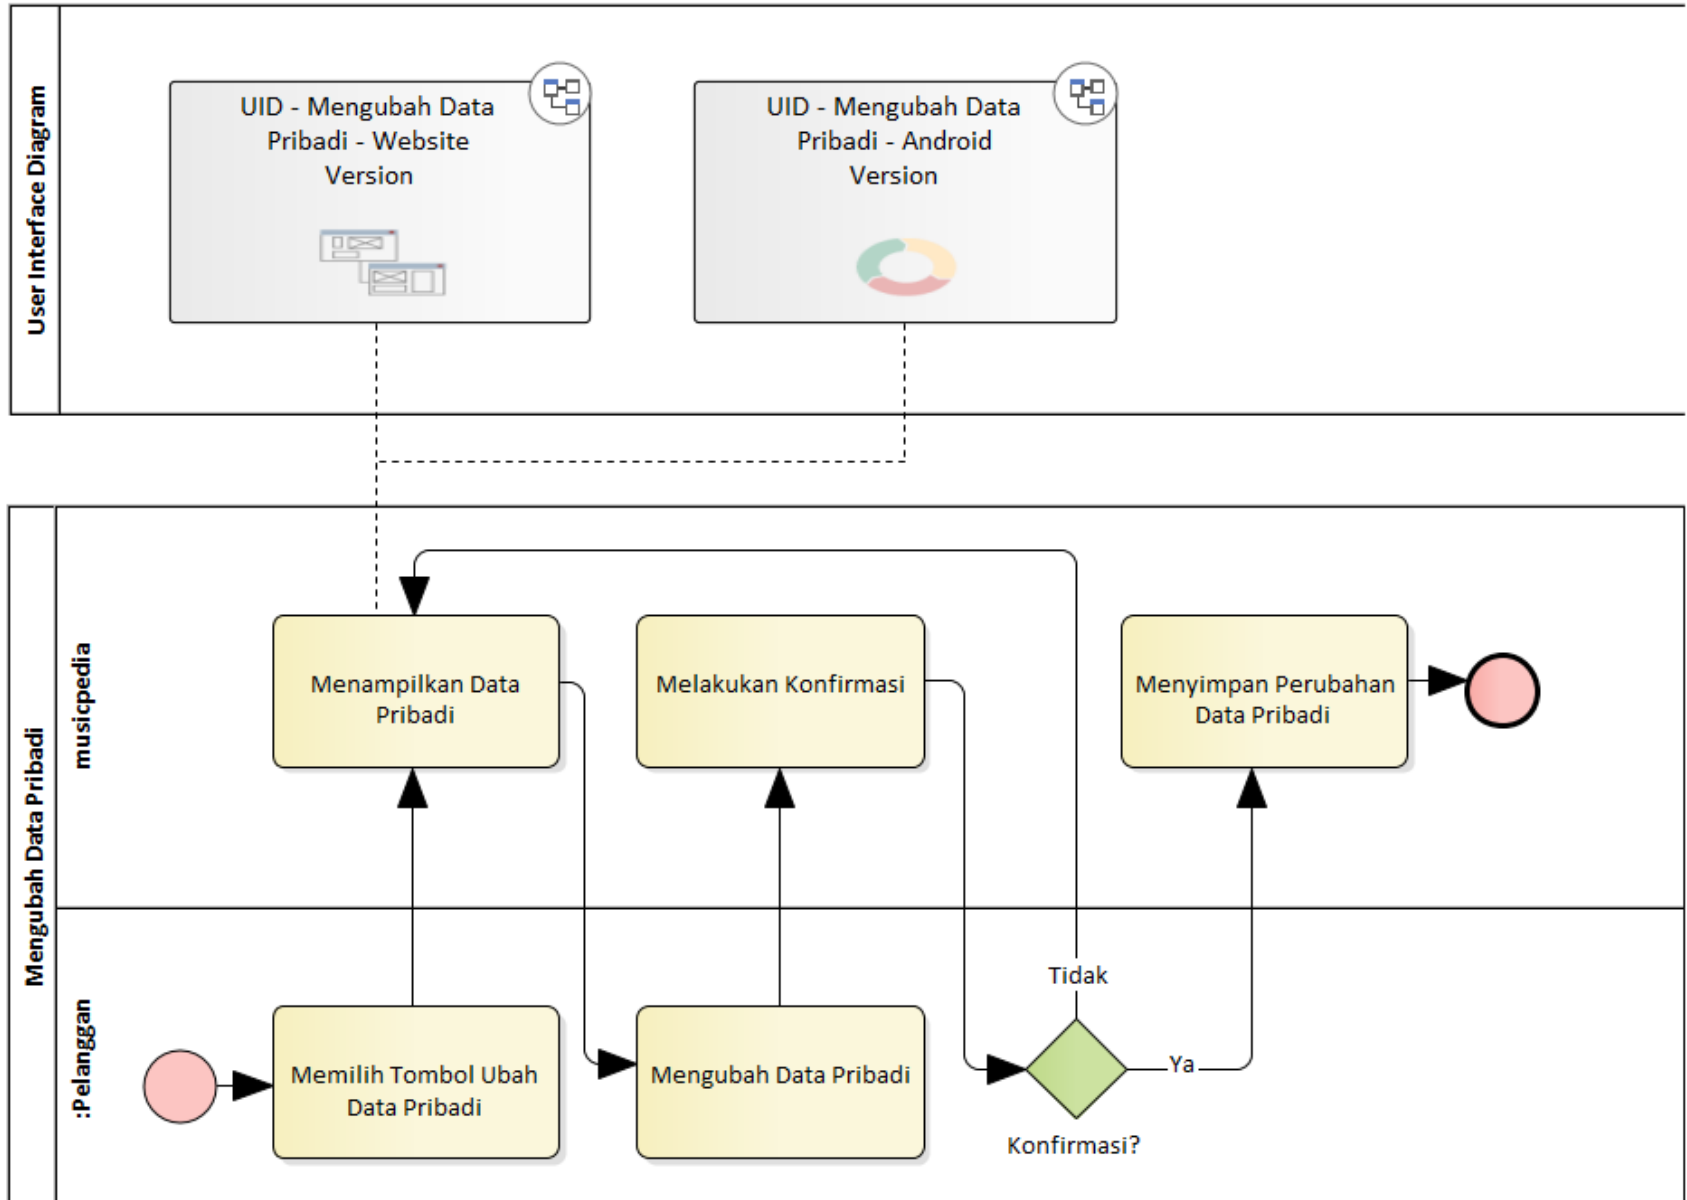 User Interface Diagram
UID - Mengubah Data
Pribadi - Website
Version
UID - Mengubah Data
Pribadi - Android
Version
Mengubah Data Pribadi
musicpedia
Menampilkan Data
Pribadi
Melakukan Konfirmasi
Menyimpan Perubahan
Data Pribadi
:Pelanggan
Memilih Tombol Ubah
Data Pribadi
Mengubah Data Pribadi
Tidak
Ya
Konfirmasi?